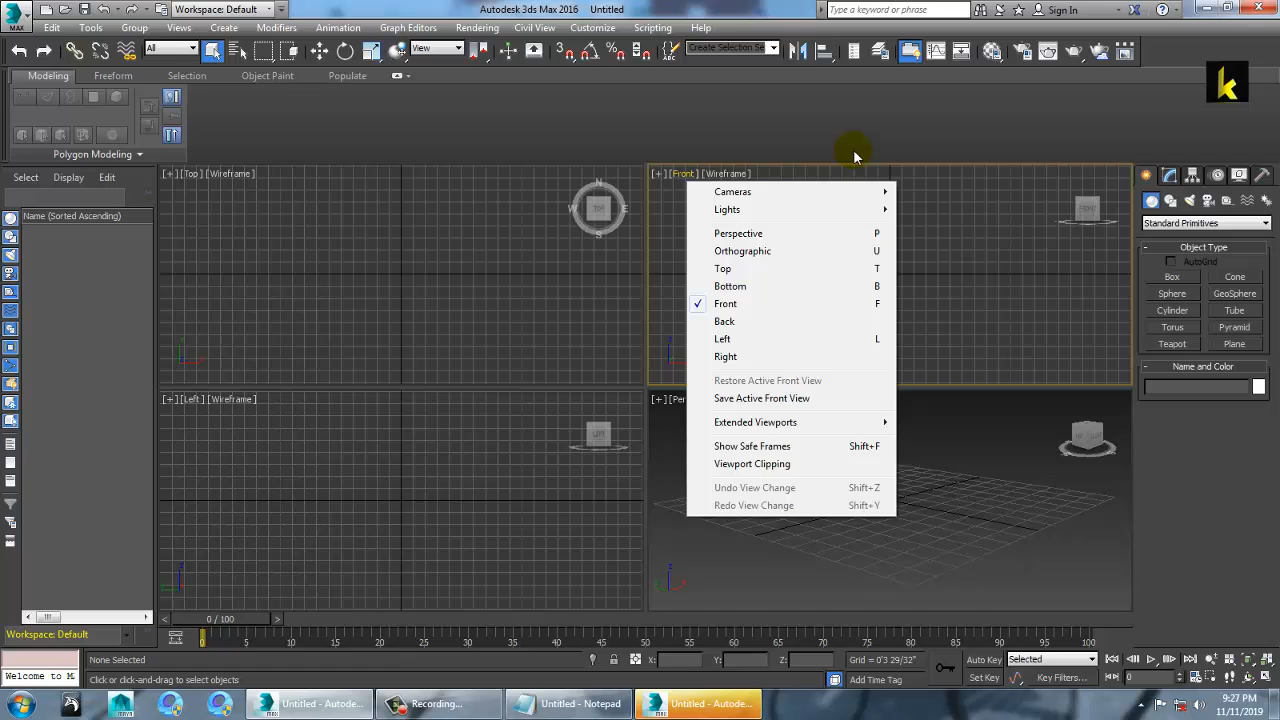 MAX
Workspace: Default
Autodesk 3ds Max 2016 Untitled
Type a keyword or phrase
Sign In
Edit Tools Group Views Create Modifiers Animation Graph Editors Rendering Civil View Customize Scripting Help
All
View
Create Selection Se
Modeling Freeform Selection Object Paint Populate
k
Polygon Modeling
Select Display Edit
Name (Sorted Ascending)
[+] [Top] [Wireframe]
N
W E
S
TOP
[+] [Front] [Wireframe]
FRONT
Cameras
Lights
Perspective P
Orthographic U
Top T
Bottom B
Front F
Back
Left L
Right
Restore Active Front View
Save Active Front View
Extended Viewports
Show Safe Frames Shift+F
Viewport Clipping
Undo View Change Shift+Z
Redo View Change Shift+Y
[+] [Left] [Wireframe]
LEFT
[+] [Per
Standard Primitives
Object Type
AutoGrid
Box Cone
Sphere GeoSphere
Cylinder Tube
Torus Pyramid
Teapot Plane
Name and Color
0 / 100
Workspace: Default
0 5 10 15 20 25 30 35 40 45 50 55 60 65 70 75 80 85 90 95 100
None Selected
X: Y: Z:
Grid = 0'3 29/32"
Auto Key
Selected
Welcome to M
Click or click-and-drag to select objects
Add Time Tag
Set Key
Key Filters...
0
Untitled - Autode...
Recording...
Untitled - Notepad
Untitled - Autode...
9:27 PM
11/11/2019